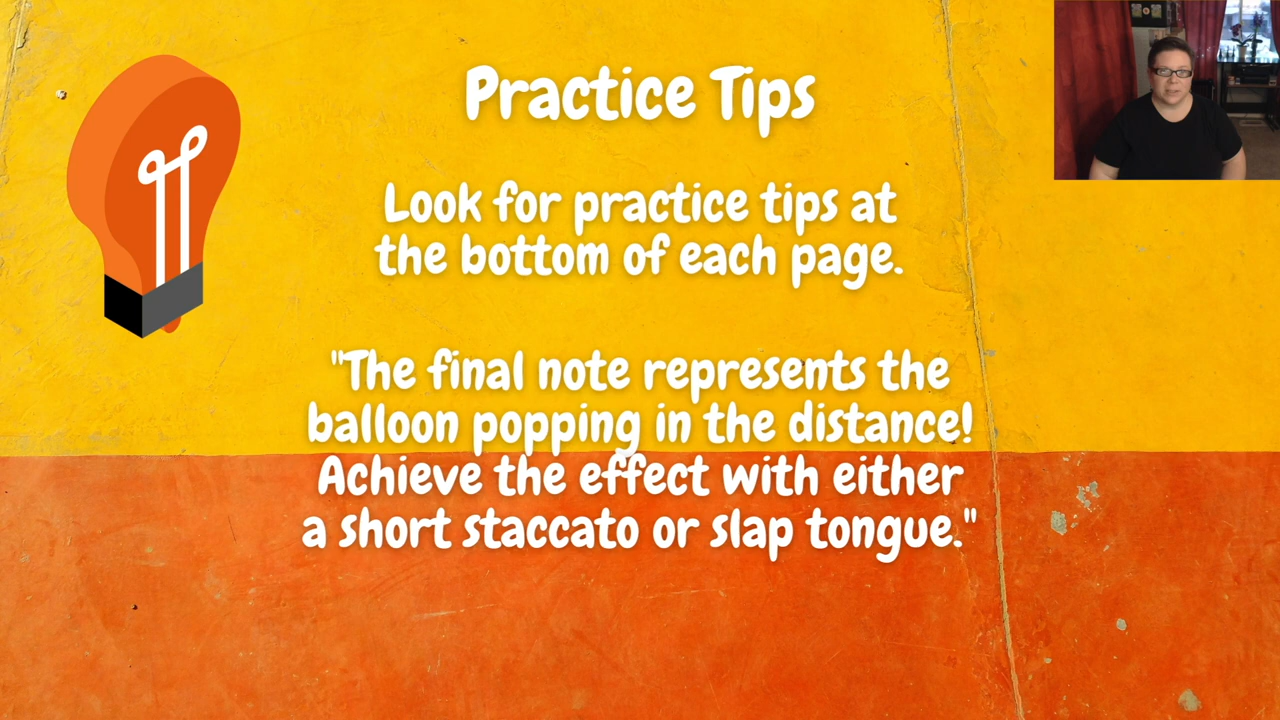 Practice Tips
Look for practice tips at
the bottom of each page.
"The final note represents the
balloon popping in the distance!
Achieve the effect with either
a short staccato or slap tongue."